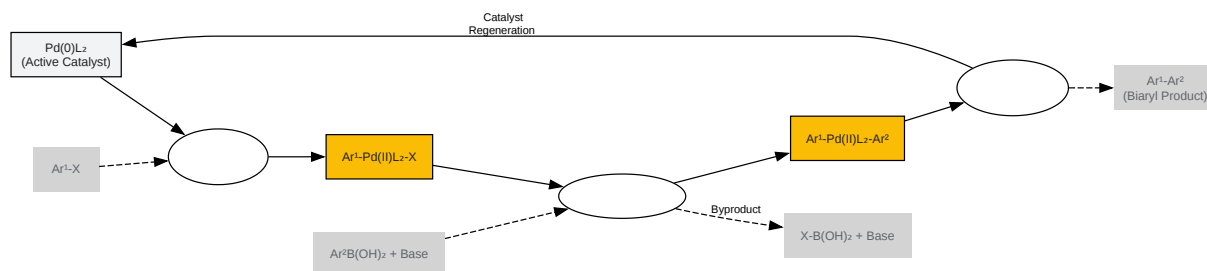 Catalyst
Regeneration
Pd(0)L₂
(Active Catalyst)
Ar¹-Ar²
(Biaryl Product)
Ar¹-Pd(II)L₂-Ar²
Ar¹-Pd(II)L₂-X
Ar¹-X
Byproduct
Ar²B(OH)₂ + Base
X-B(OH)₂ + Base